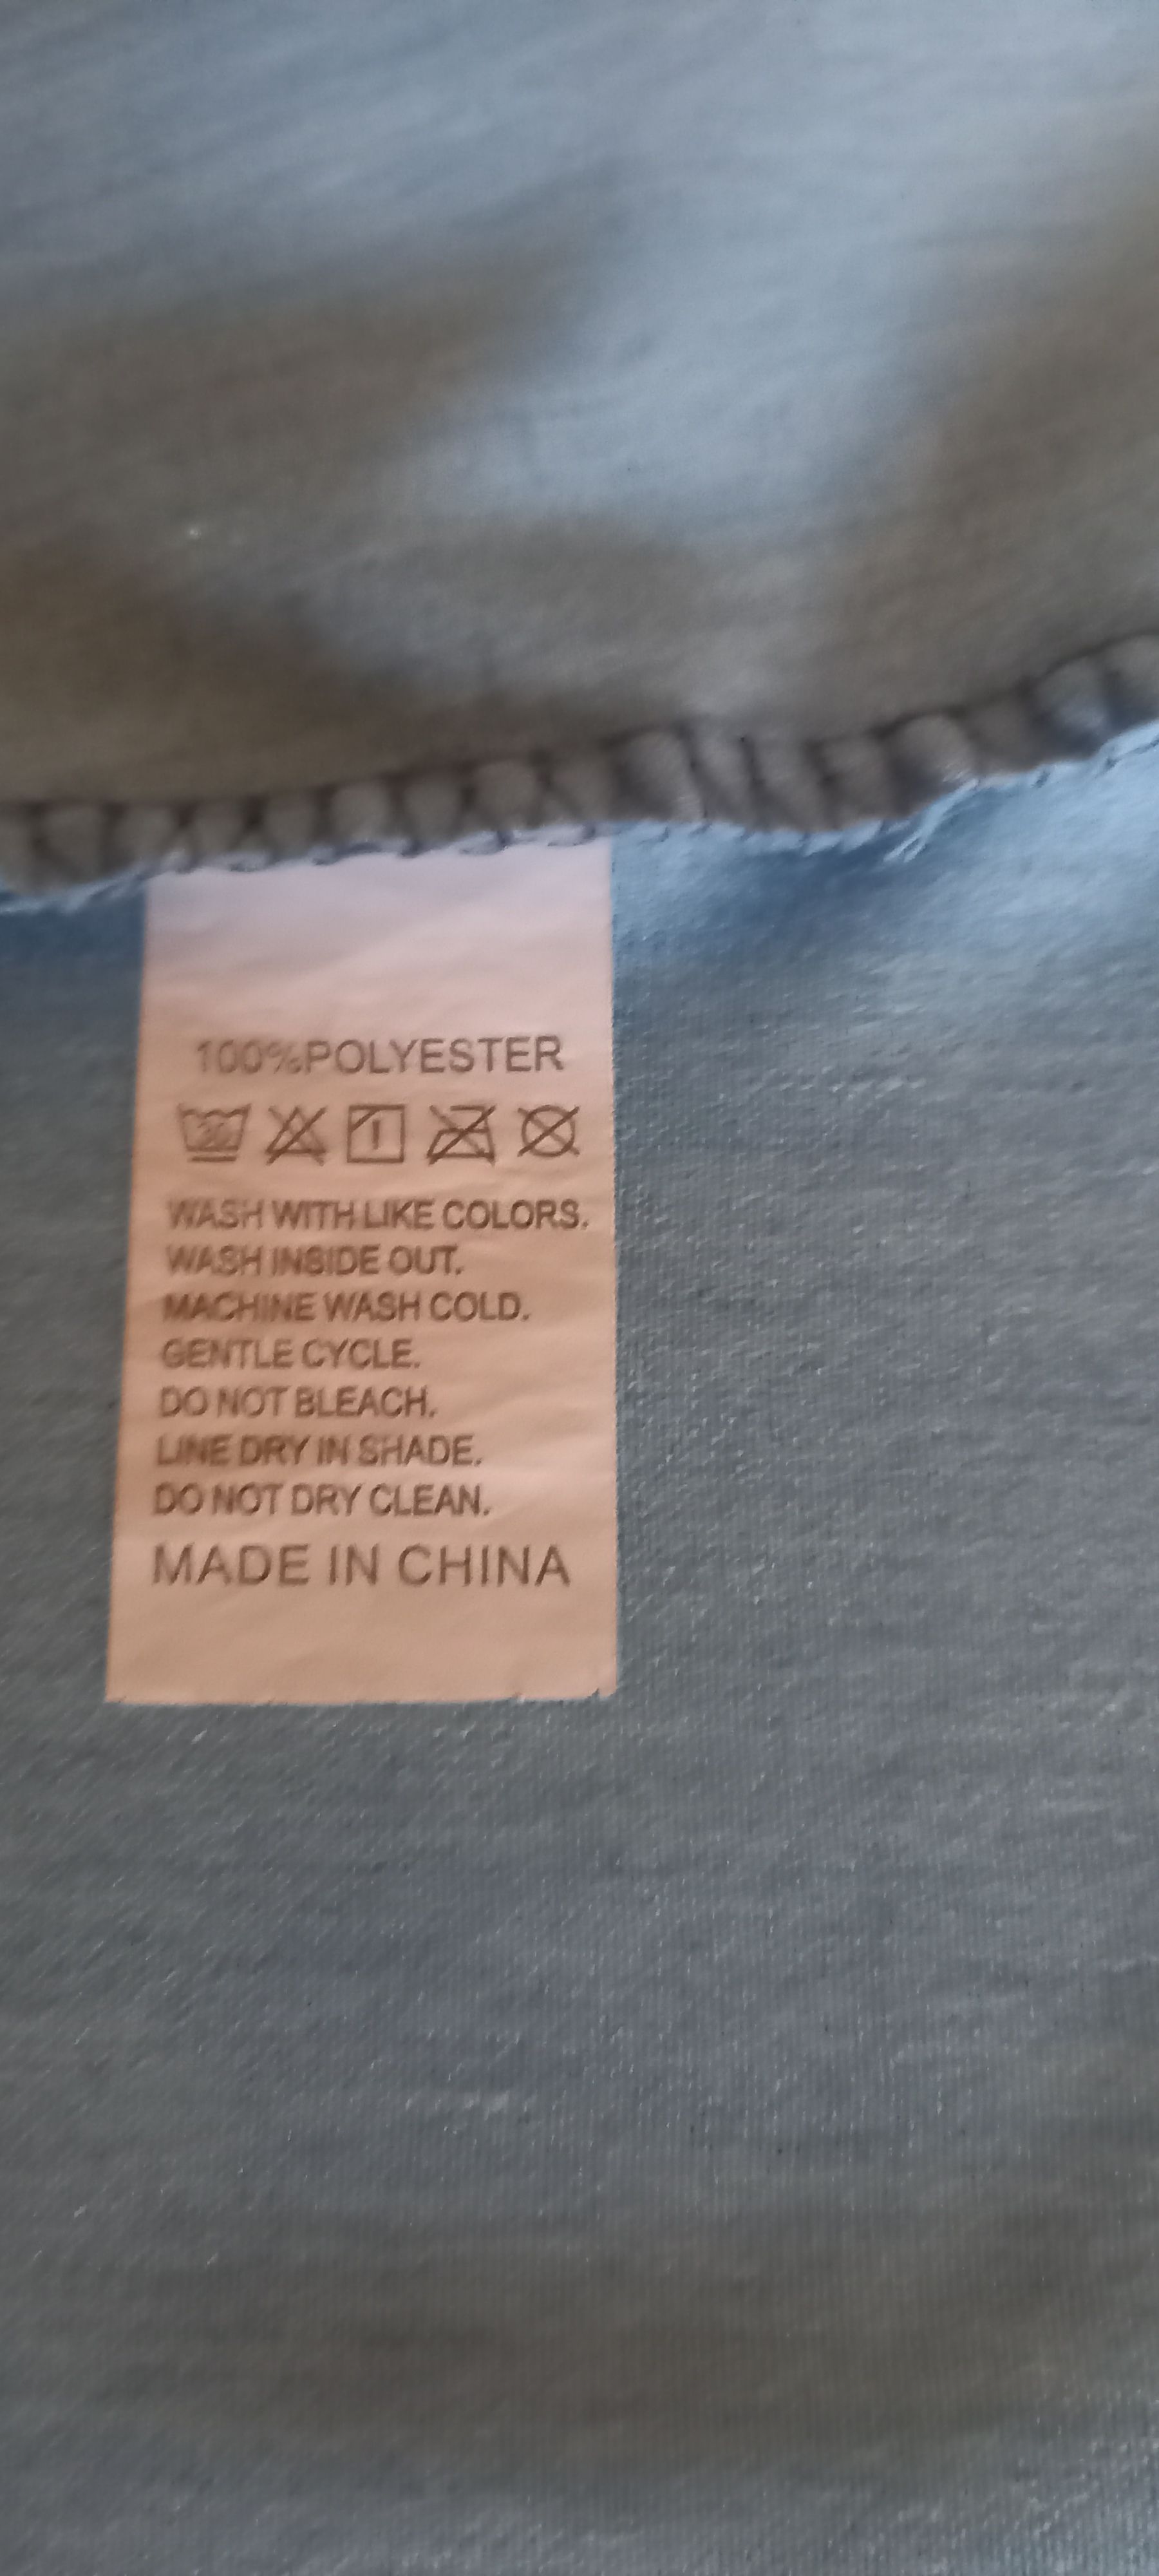 100%POLYESTER
30
WASH WITH LIKE COLORS.
WASH INSIDE OUT.
MACHINE WASH COLD.
GENTLE CYCLE.
DO NOT BLEACH.
LINE DRY IN SHADE.
DO NOT DRY CLEAN.
MADE IN CHINA